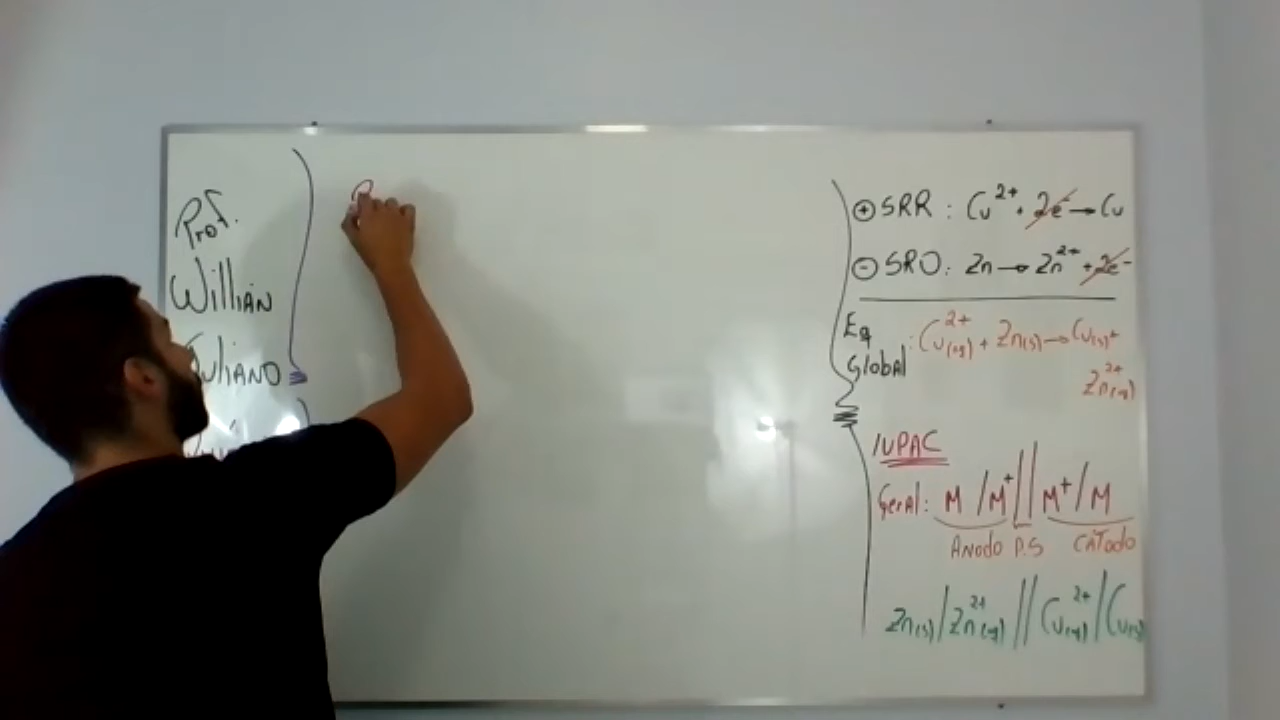 Prof.
Willian
Juliano
⊕ SRR : Cu²⁺ + 2e⁻ → Cu
⊖ SRO : Zn → Zn²⁺ + 2e⁻
Eq
Global : Cu²⁺(aq) + Zn(s) → Cu(s) +
Zn²⁺(aq)
IUPAC
Geral: M / M⁺ // M⁺ / M
ANodo P.S CÁTodo
Zn(s) / Zn²⁺(aq) // Cu²⁺(aq) / Cu(s)